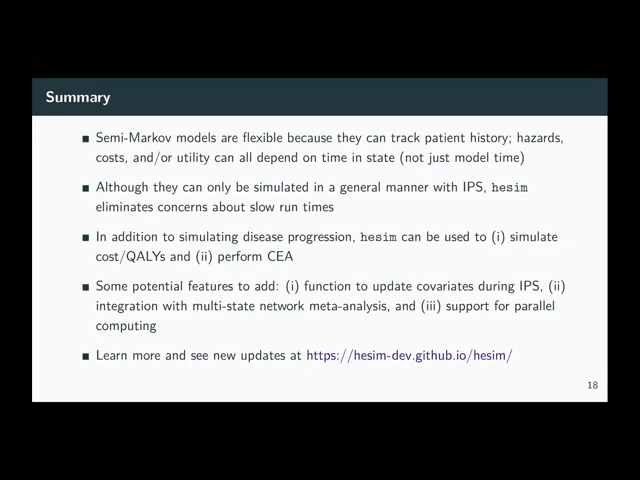 Summary
Semi-Markov models are flexible because they can track patient history; hazards,
costs, and/or utility can all depend on time in state (not just model time)
Although they can only be simulated in a general manner with IPS, hesim
eliminates concerns about slow run times
In addition to simulating disease progression, hesim can be used to (i) simulate
cost/QALYs and (ii) perform CEA
Some potential features to add: (i) function to update covariates during IPS, (ii)
integration with multi-state network meta-analysis, and (iii) support for parallel
computing
Learn more and see new updates at https://hesim-dev.github.io/hesim/
18